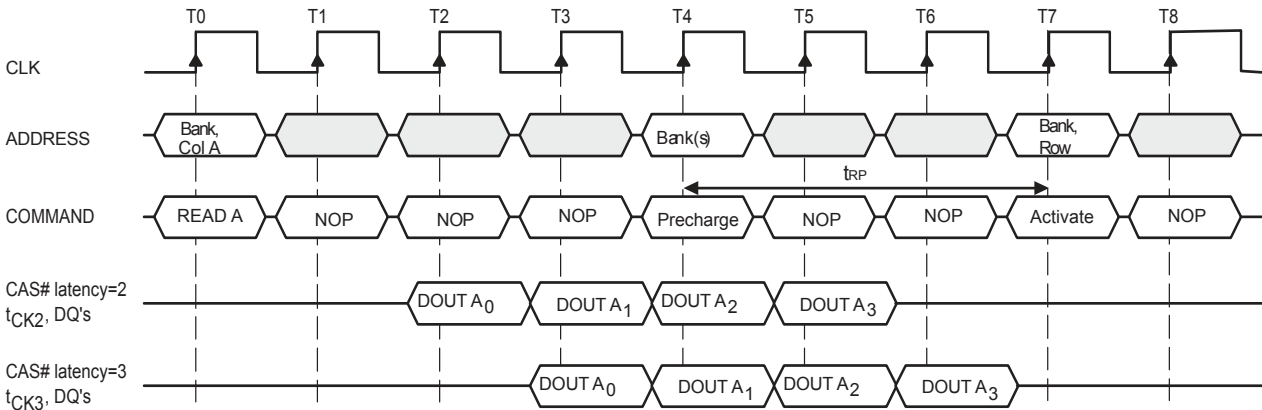 T0 T1 T2 T3 T4 T5 T6 T7 T8
CLK
ADDRESS
Bank,
Col A
Bank(s)
Bank,
Row
tRP
COMMAND
READ A NOP NOP NOP Precharge NOP NOP Activate NOP
CAS# latency=2
tCK2, DQ's
DOUT A0 DOUT A1 DOUT A2 DOUT A3
CAS# latency=3
tCK3, DQ's
DOUT A0 DOUT A1 DOUT A2 DOUT A3